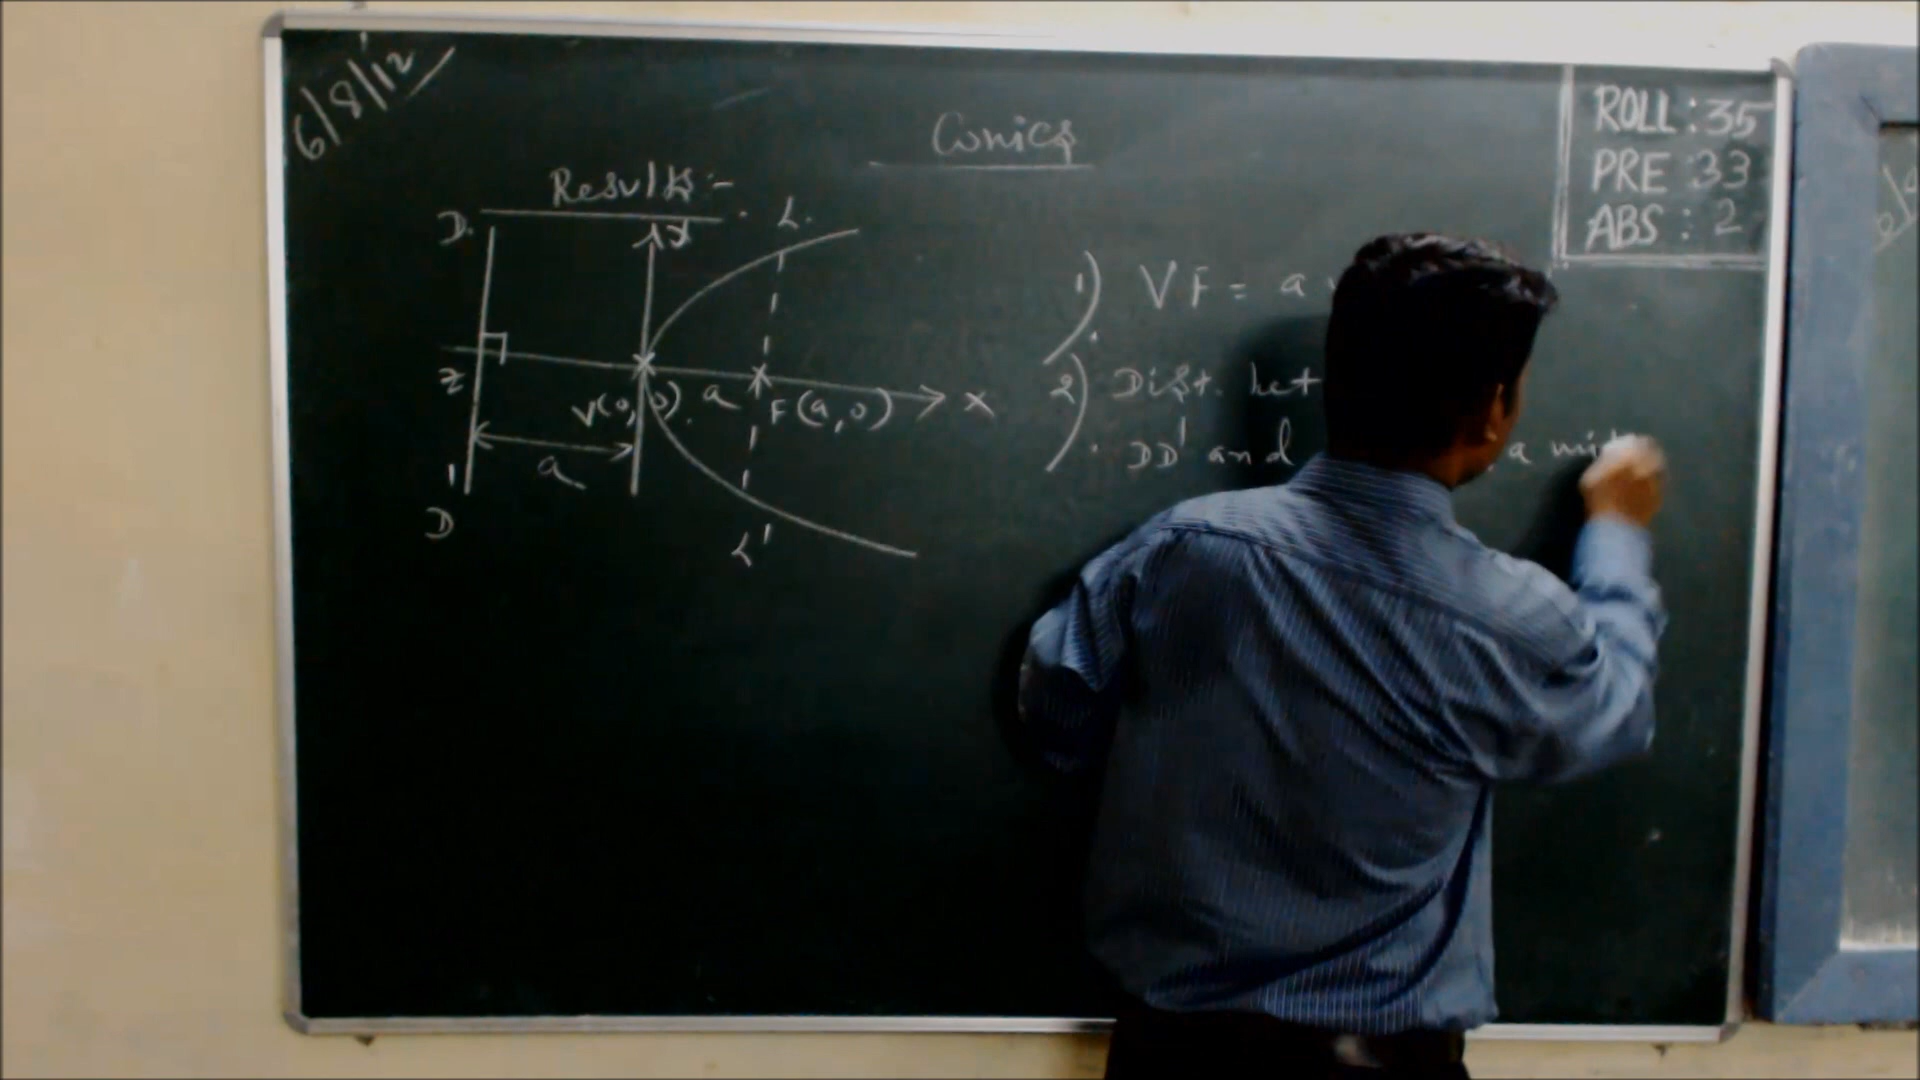 6/8/12
Conics
ROLL : 35
PRE : 33
ABS : 2
Results :-
D
y
L
Z
V(0,0)
a
F(a,0)
X
a
D'
L'
1) VF = a
2) Dist. bet
DD' and a